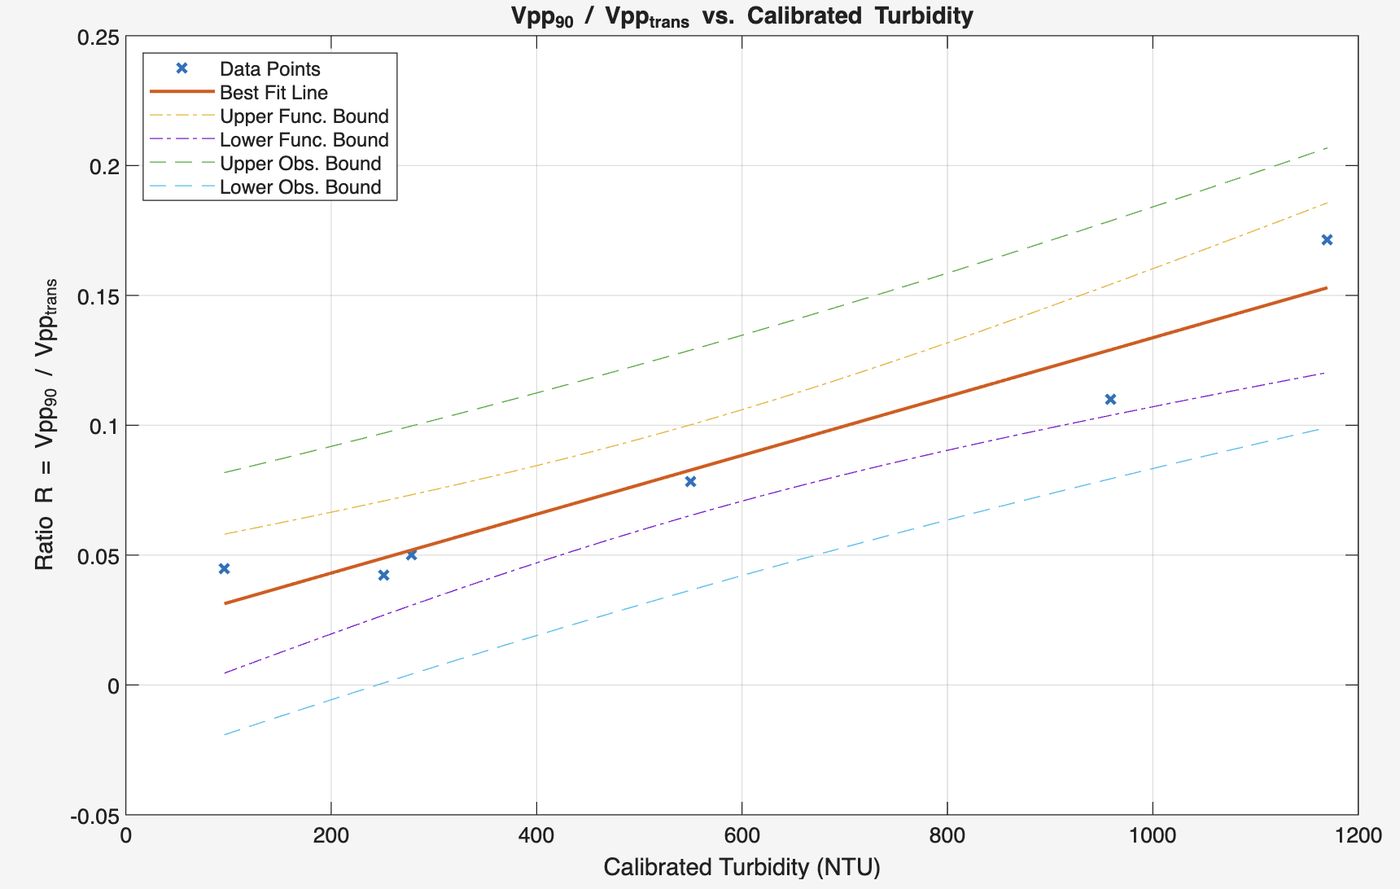 Vpp90 / Vpptrans vs. Calibrated Turbidity
0.25
0.2
0.15
0.1
0.05
0
-0.05
Data Points
Best Fit Line
Upper Func. Bound
Lower Func. Bound
Upper Obs. Bound
Lower Obs. Bound
Ratio R = Vpp90 / Vpptrans
0 200 400 600 800 1000 1200
Calibrated Turbidity (NTU)